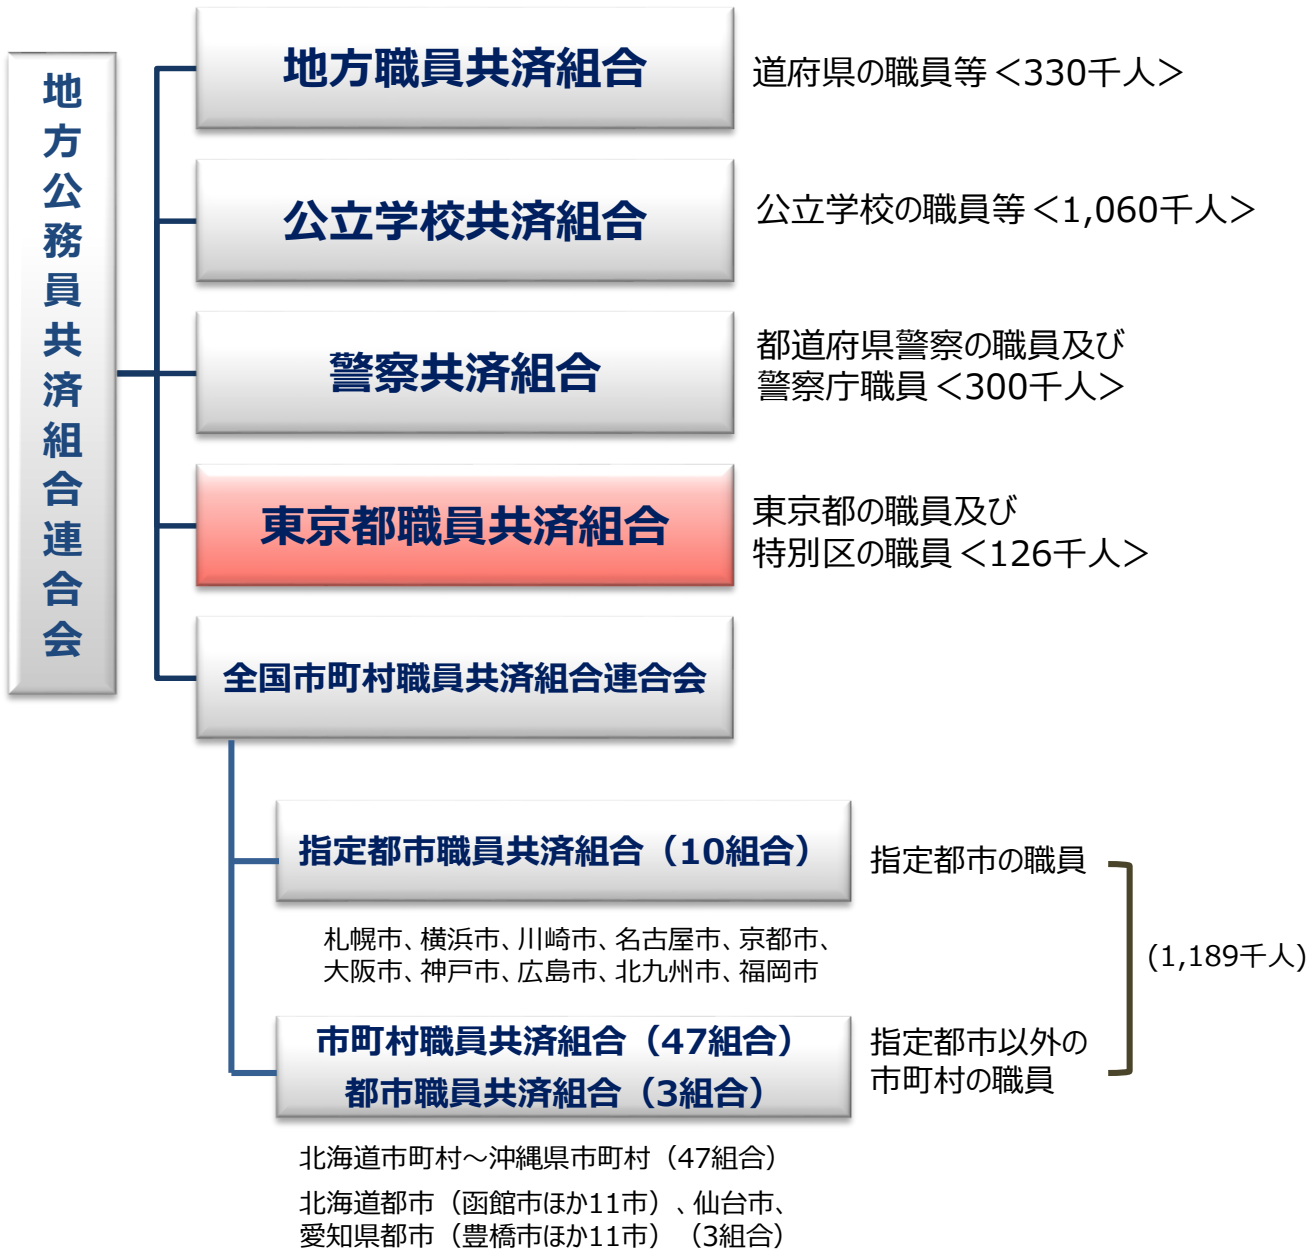 地方公務員共済組合連合会
地方職員共済組合
道府県の職員等＜330千人＞
公立学校共済組合
公立学校の職員等＜1,060千人＞
警察共済組合
都道府県警察の職員及び
警察庁職員＜300千人＞
東京都職員共済組合
東京都の職員及び
特別区の職員＜126千人＞
全国市町村職員共済組合連合会
指定都市職員共済組合（10組合）
指定都市の職員
札幌市、横浜市、川崎市、名古屋市、京都市、
大阪市、神戸市、広島市、北九州市、福岡市
(1,189千人)
市町村職員共済組合（47組合）
都市職員共済組合（3組合）
指定都市以外の
市町村の職員
北海道市町村～沖縄県市町村（47組合）
北海道都市（函館市ほか11市）、仙台市、
愛知県都市（豊橋市ほか11市）（3組合）